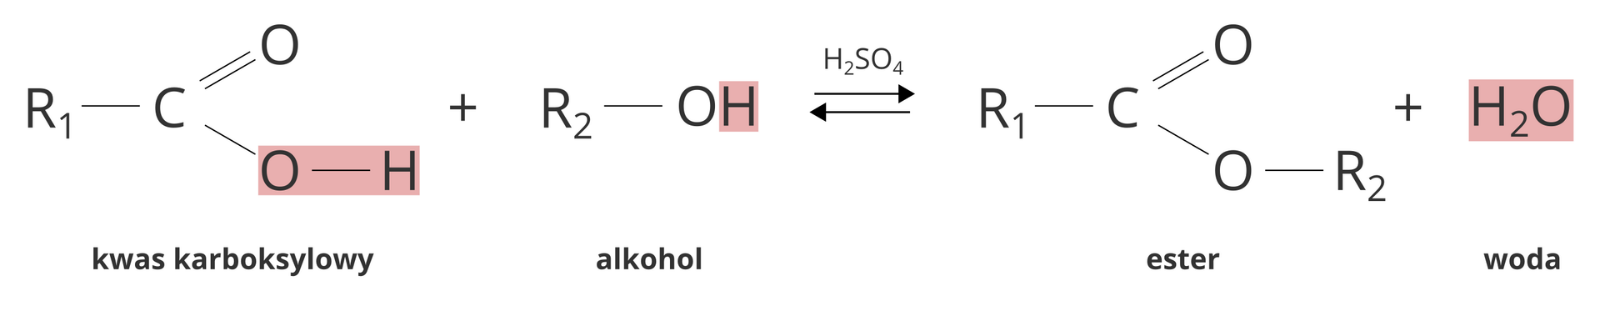 O O
H₂SO₄
R₁ C + R₂ OH R₁ C + H₂O
O H O R₂
kwas karboksylowy alkohol ester woda